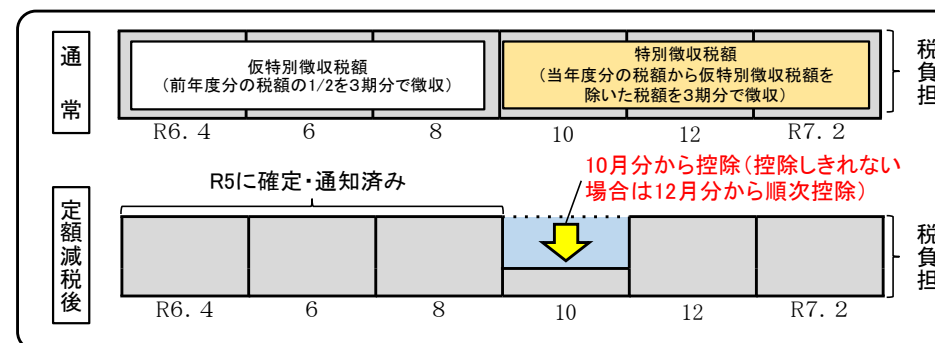 通常
仮特別徴収税額
(前年度分の税額の1/2を3期分で徴収)
特別徴収税額
(当年度分の税額から仮特別徴収税額を
除いた税額を3期分で徴収)
税負担
R6. 4
6
8
10
12
R7. 2
R5に確定・通知済み
10月分から控除(控除しきれない
場合は12月分から順次控除)
定額減税後
税負担
R6. 4
6
8
10
12
R7. 2